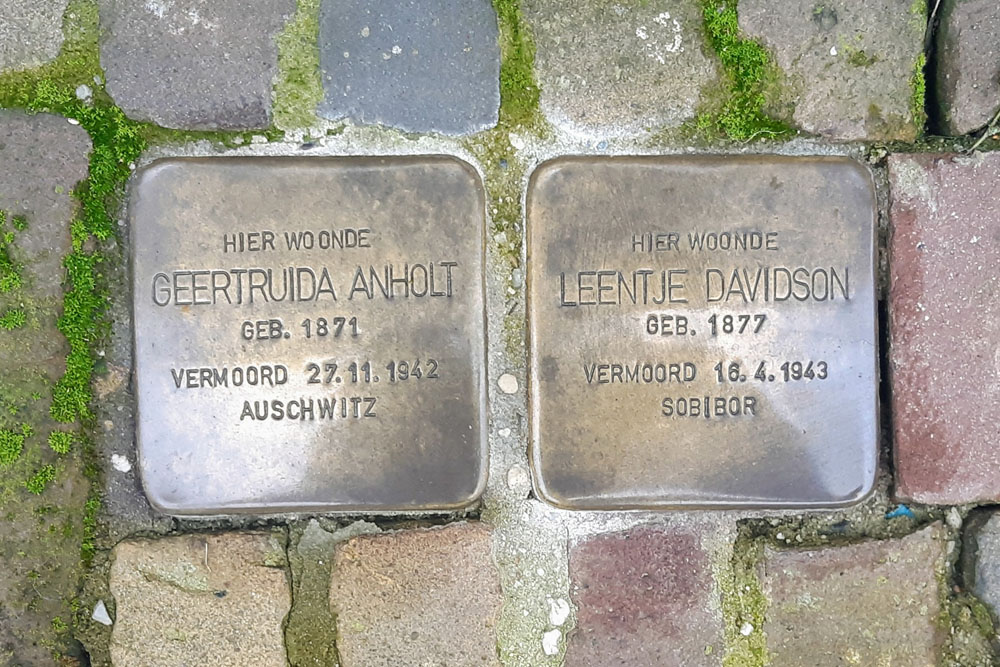 HIER WOONDE
GEERTRUIDA ANHOLT
GEB. 1871
VERMOORD 27.11.1942
AUSCHWITZ
HIER WOONDE
LEENTJE DAVIDSON
GEB. 1877
VERMOORD 16.4.1943
SOBIBOR